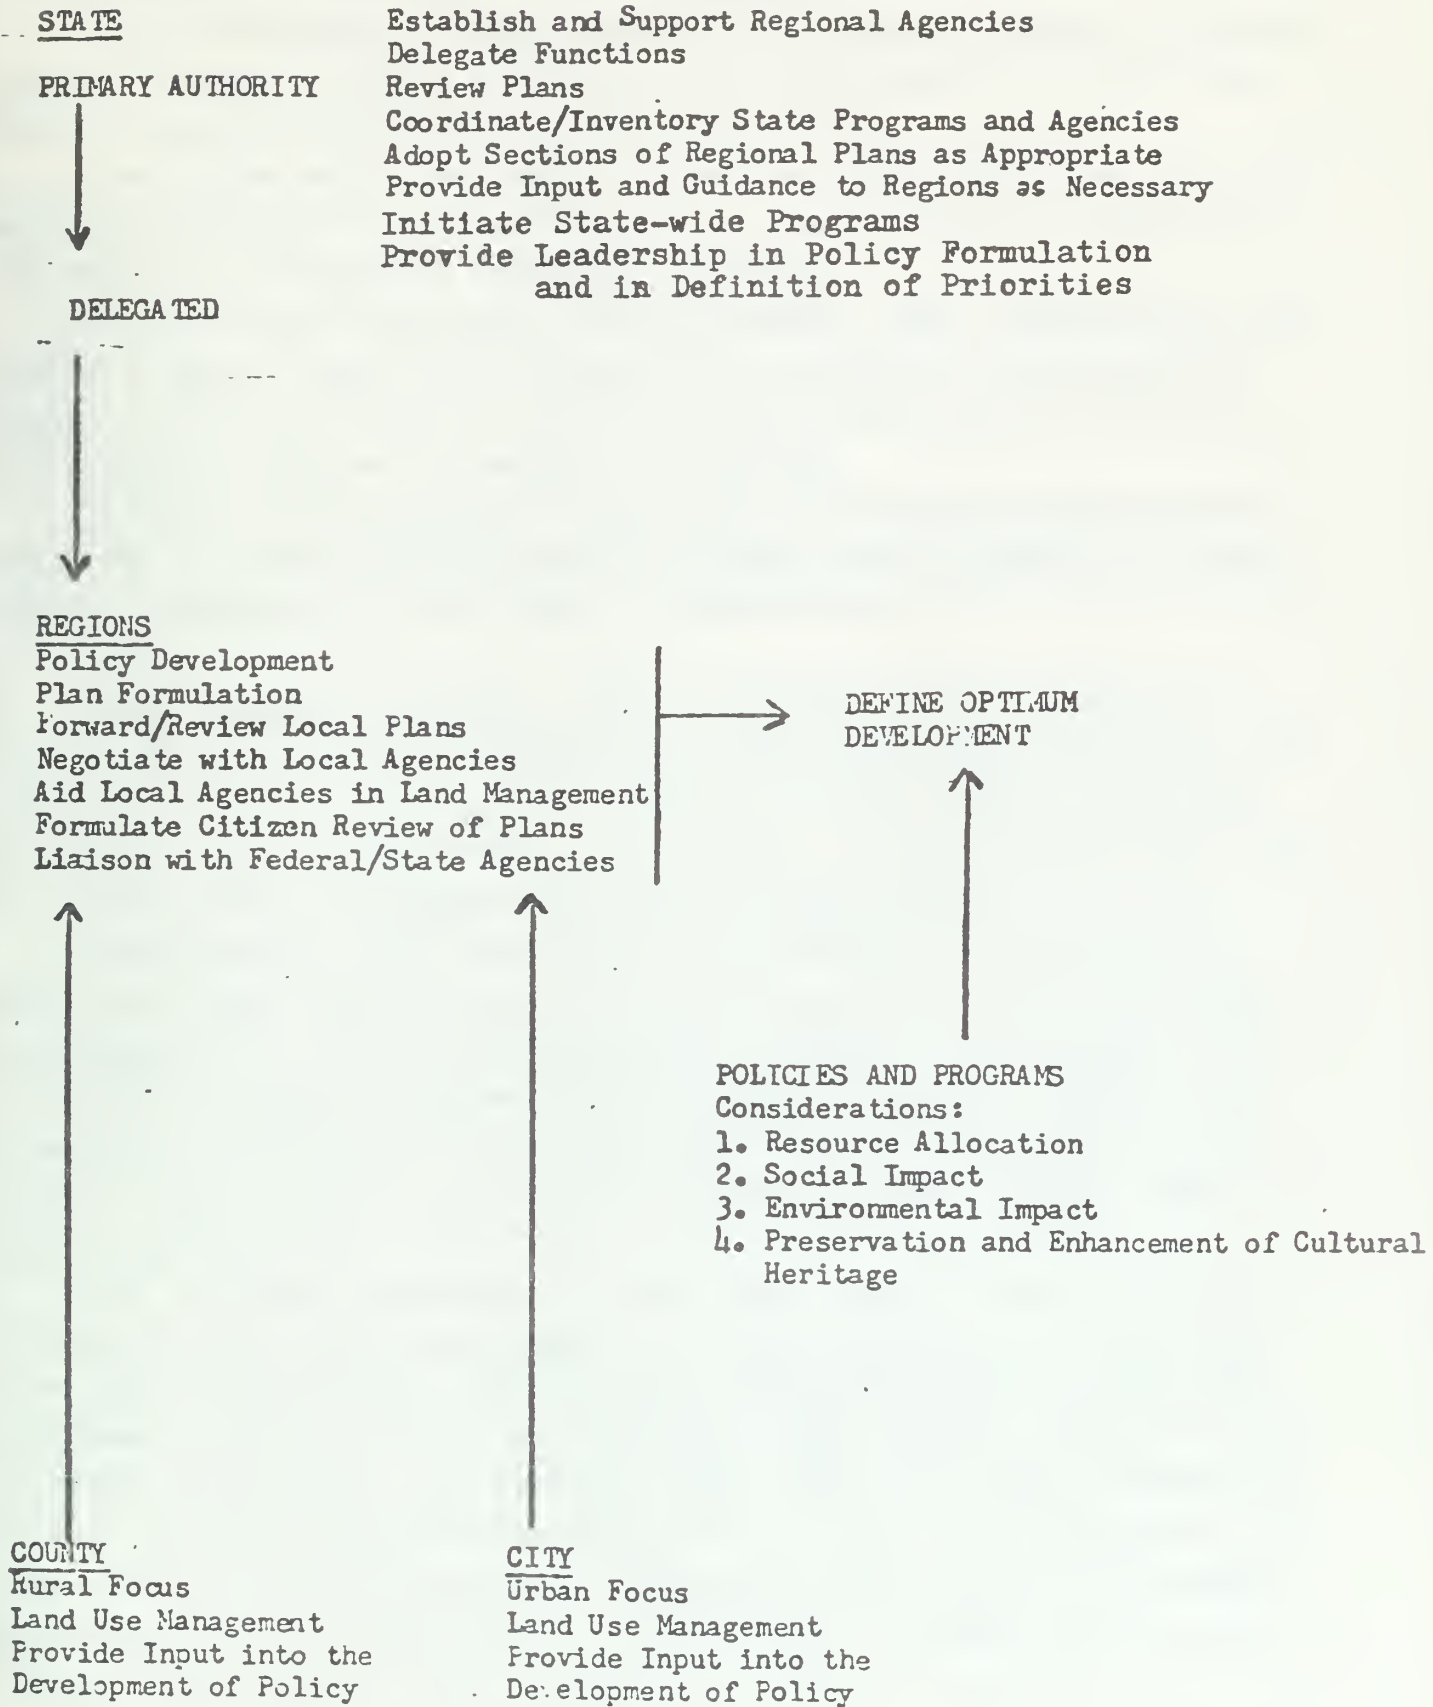 STATE
PRIMARY AUTHORITY
DELEGATED
Establish and Support Regional Agencies
Delegate Functions
Review Plans
Coordinate/Inventory State Programs and Agencies
Adopt Sections of Regional Plans as Appropriate
Provide Input and Guidance to Regions as Necessary
Initiate State-wide Programs
Provide Leadership in Policy Formulation
and in Definition of Priorities
REGIONS
Policy Development
Plan Formulation
Forward/Review Local Plans
Negotiate with Local Agencies
Aid Local Agencies in Land Management
Formulate Citizen Review of Plans
Liaison with Federal/State Agencies
DEFINE OPTIMUM
DEVELOPMENT
POLICIES AND PROGRAMS
Considerations:
1. Resource Allocation
2. Social Impact
3. Environmental Impact
4. Preservation and Enhancement of Cultural
Heritage
COUNTY
Rural Focus
Land Use Management
Provide Input into the
Development of Policy
CITY
Urban Focus
Land Use Management
Provide Input into the
Development of Policy